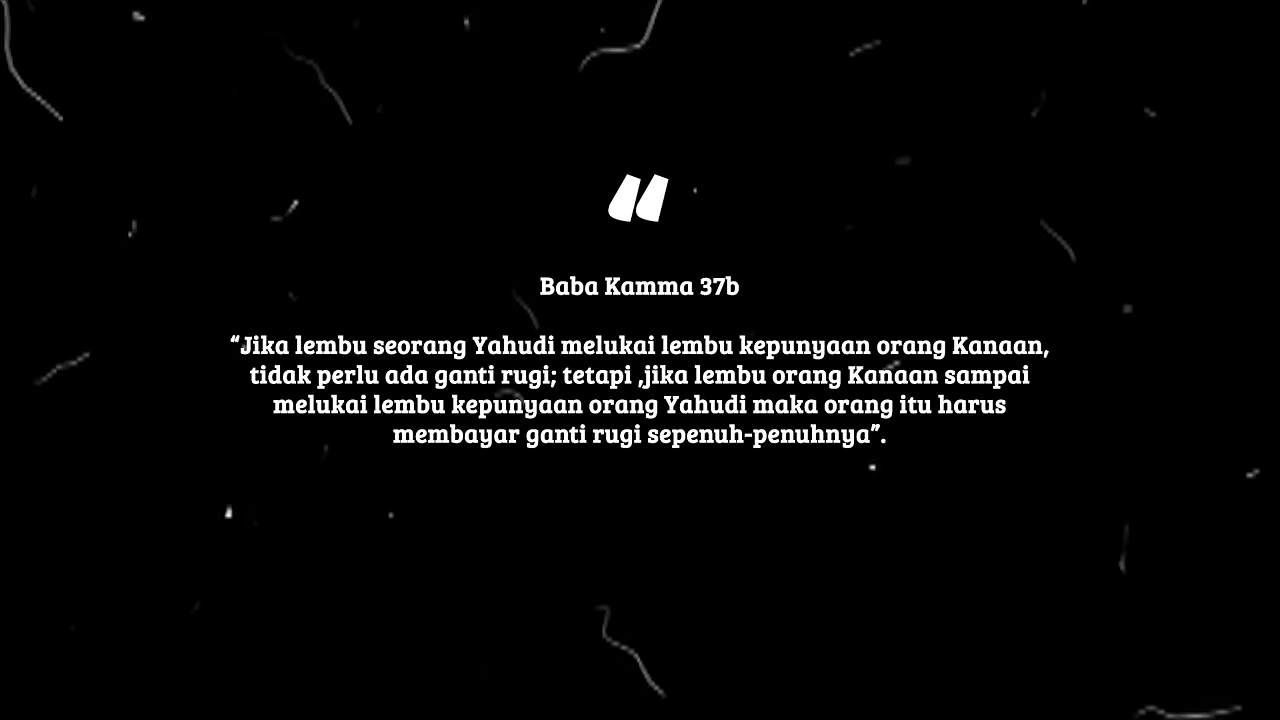 “
Baba Kamma 37b
“Jika lembu seorang Yahudi melukai lembu kepunyaan orang Kanaan,
tidak perlu ada ganti rugi; tetapi ,jika lembu orang Kanaan sampai
melukai lembu kepunyaan orang Yahudi maka orang itu harus
membayar ganti rugi sepenuh-penuhnya”.